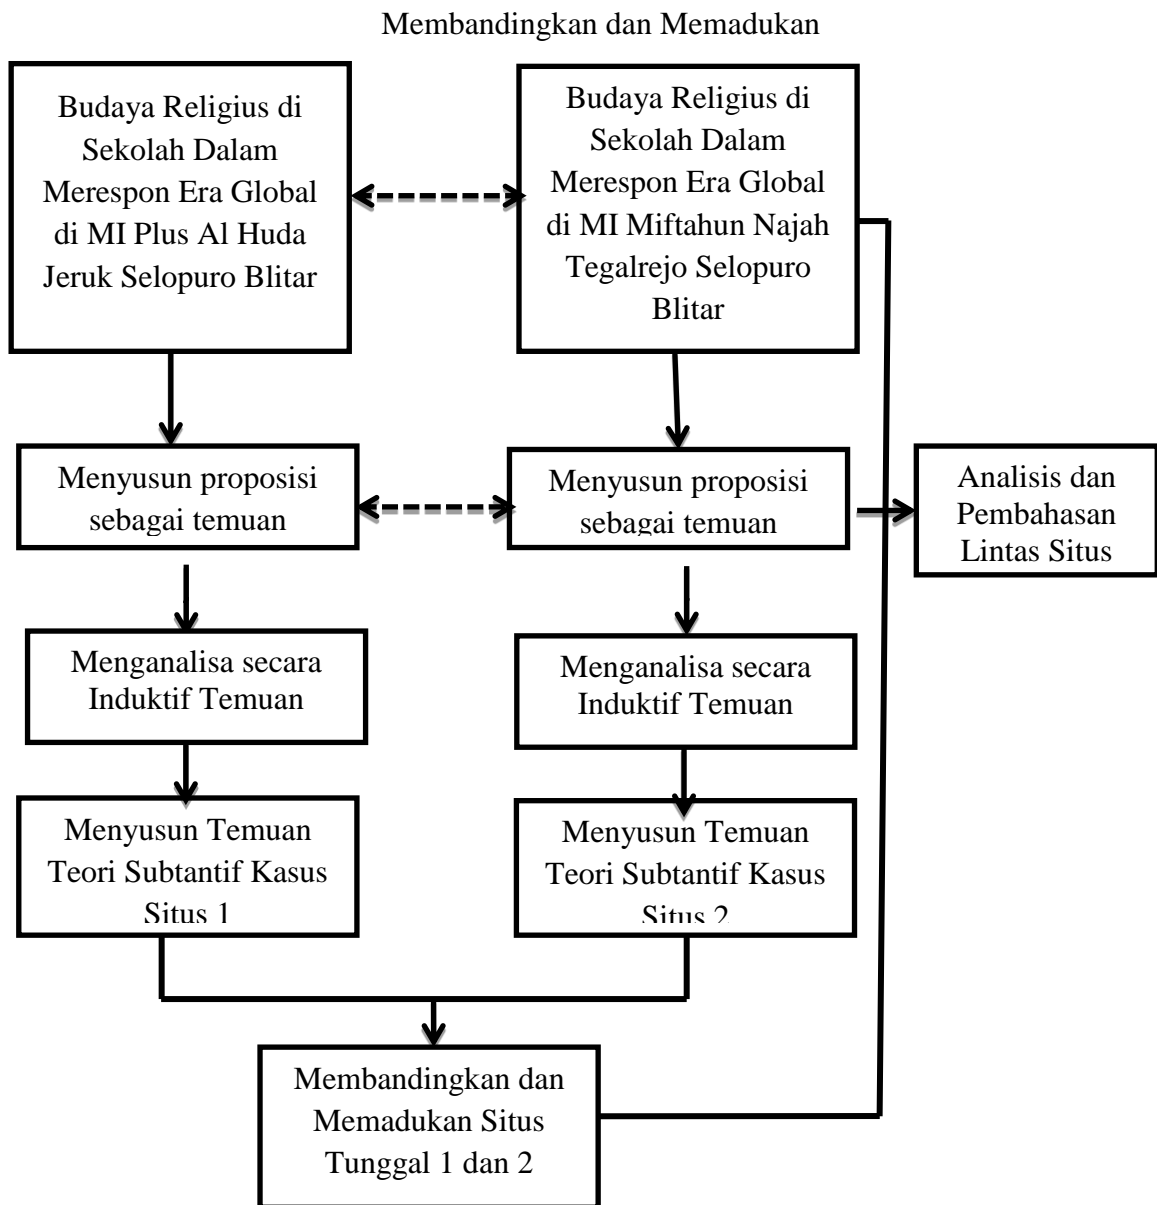 Membandingkan dan Memadukan
Budaya Religius di
Sekolah Dalam
Merespon Era Global
di MI Plus Al Huda
Jeruk Selopuro Blitar
Budaya Religius di
Sekolah Dalam
Merespon Era Global
di MI Miftahun Najah
Tegalrejo Selopuro
Blitar
Menyusun proposisi
sebagai temuan
Menyusun proposisi
sebagai temuan
Analisis dan
Pembahasan
Lintas Situs
Menganalisa secara
Induktif Temuan
Menganalisa secara
Induktif Temuan
Menyusun Temuan
Teori Subtantif Kasus
Situs 1
Menyusun Temuan
Teori Subtantif Kasus
Situs 2
Membandingkan dan
Memadukan Situs
Tunggal 1 dan 2